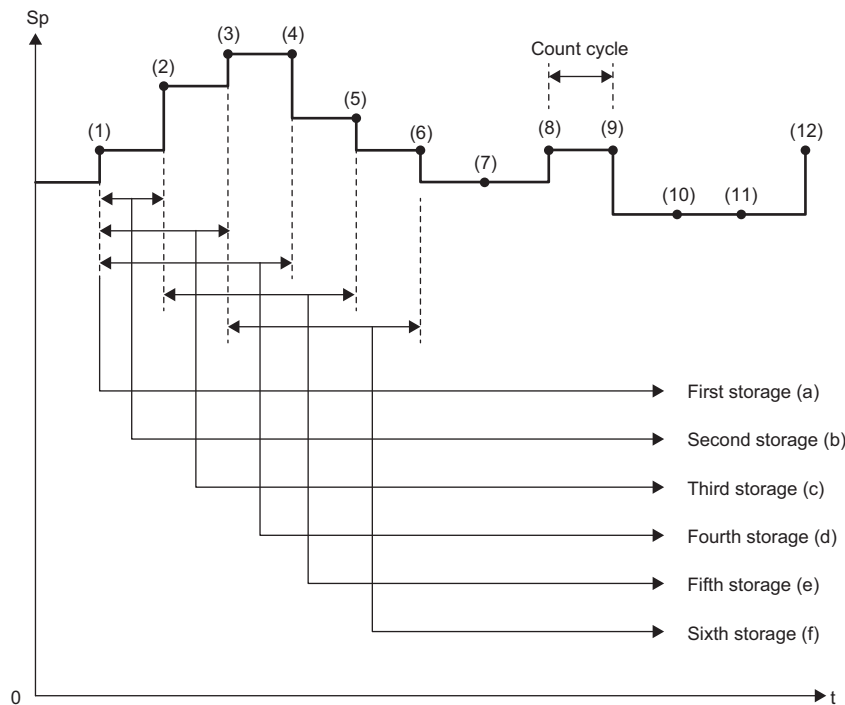 Sp
(3)
(4)
(2)
Count cycle
(5)
(1)
(6)
(8)
(9)
(12)
(7)
(10)
(11)
First storage (a)
Second storage (b)
Third storage (c)
Fourth storage (d)
Fifth storage (e)
Sixth storage (f)
0
t